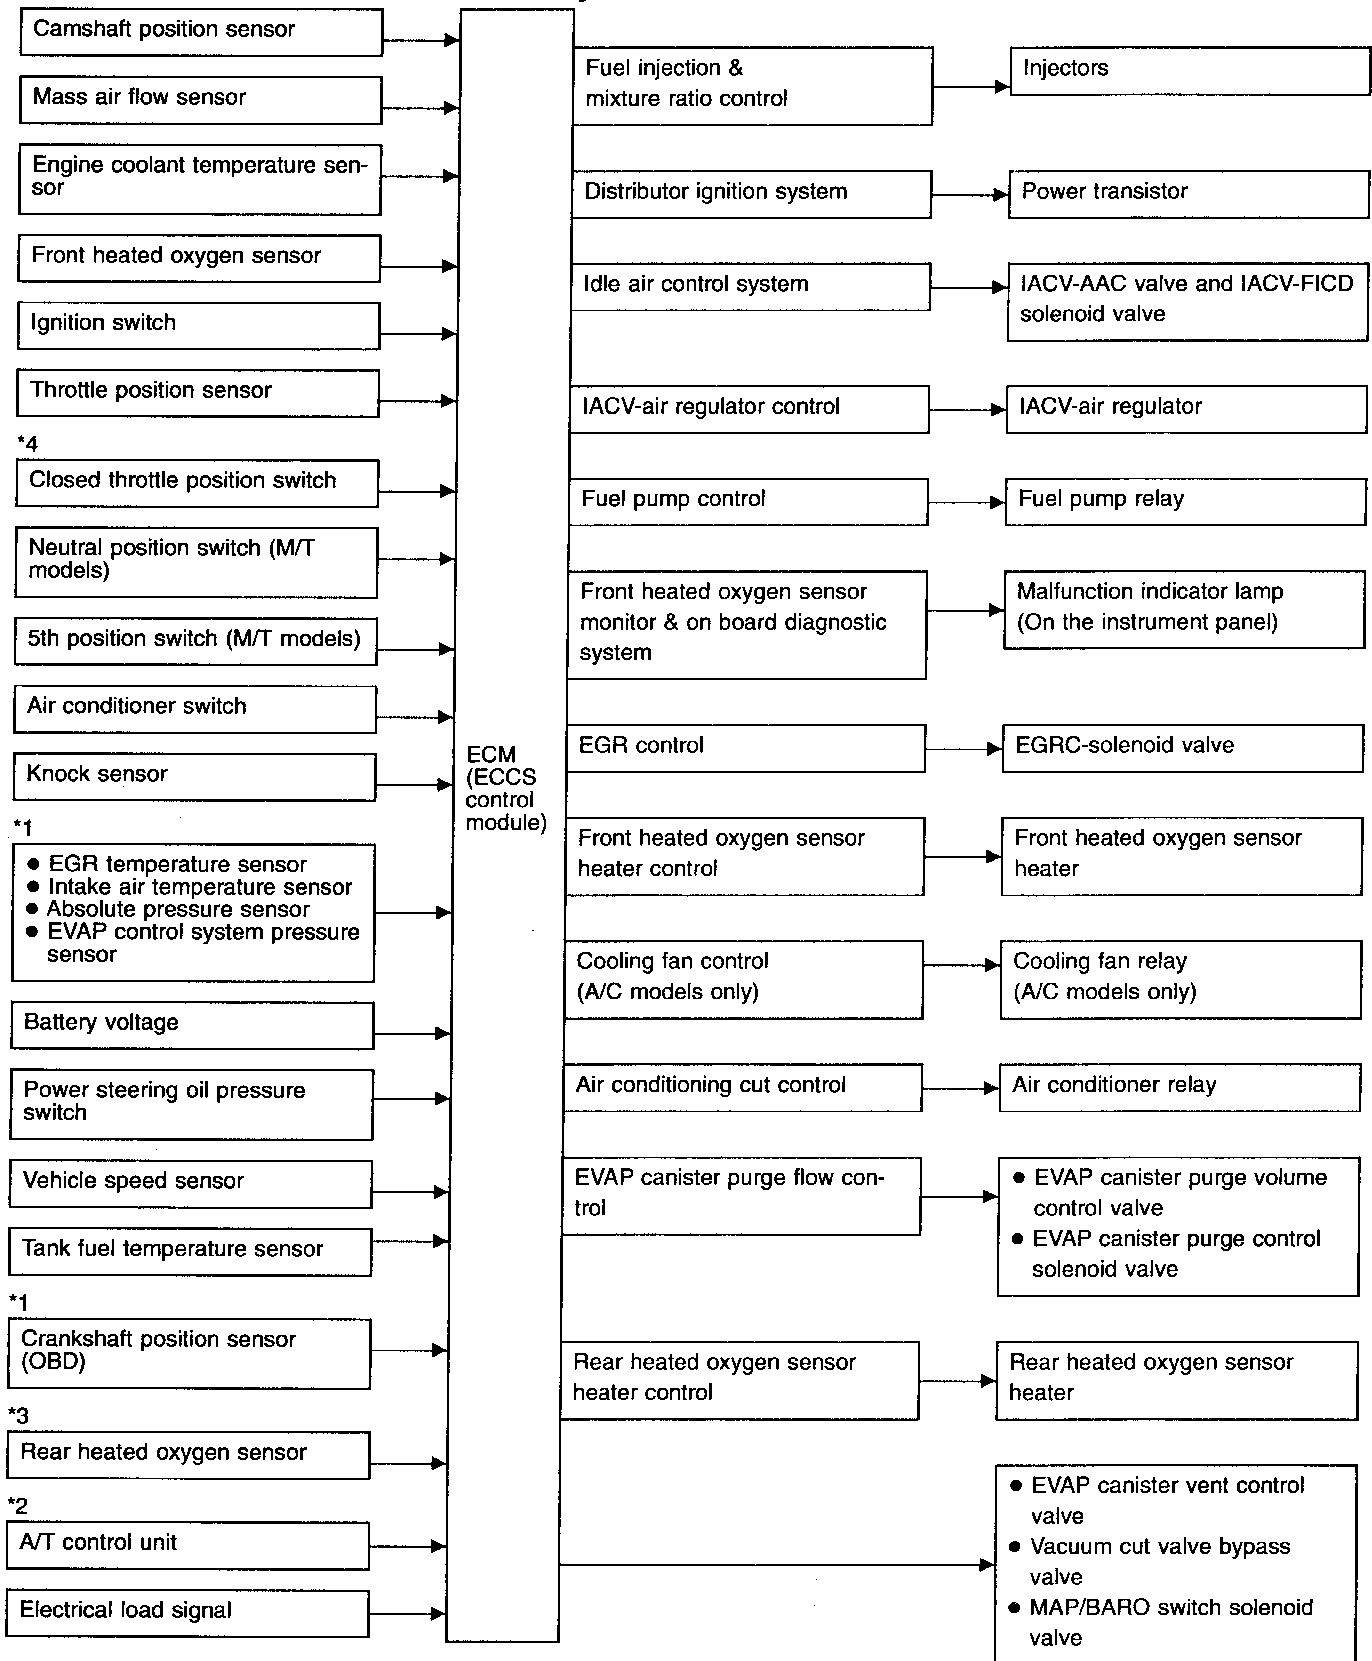 Camshaft position sensor
Mass air flow sensor
Engine coolant temperature sen-
sor
Front heated oxygen sensor
Ignition switch
Throttle position sensor
*4
Closed throttle position switch
Neutral position switch (M/T
models)
5th position switch (M/T models)
Air conditioner switch
Knock sensor
*1
● EGR temperature sensor
● Intake air temperature sensor
● Absolute pressure sensor
● EVAP control system pressure
sensor
Battery voltage
Power steering oil pressure
switch
Vehicle speed sensor
Tank fuel temperature sensor
*1
Crankshaft position sensor
(OBD)
*3
Rear heated oxygen sensor
*2
A/T control unit
Electrical load signal
ECM
(ECCS
control
module)
Fuel injection &
mixture ratio control
Distributor ignition system
Idle air control system
IACV-air regulator control
Fuel pump control
Front heated oxygen sensor
monitor & on board diagnostic
system
EGR control
Front heated oxygen sensor
heater control
Cooling fan control
(A/C models only)
Air conditioning cut control
EVAP canister purge flow con-
trol
Rear heated oxygen sensor
heater control
Injectors
Power transistor
IACV-AAC valve and IACV-FICD
solenoid valve
IACV-air regulator
Fuel pump relay
Malfunction indicator lamp
(On the instrument panel)
EGRC-solenoid valve
Front heated oxygen sensor
heater
Cooling fan relay
(A/C models only)
Air conditioner relay
● EVAP canister purge volume
control valve
● EVAP canister purge control
solenoid valve
Rear heated oxygen sensor
heater
● EVAP canister vent control
valve
● Vacuum cut valve bypass
valve
● MAP/BARO switch solenoid
valve